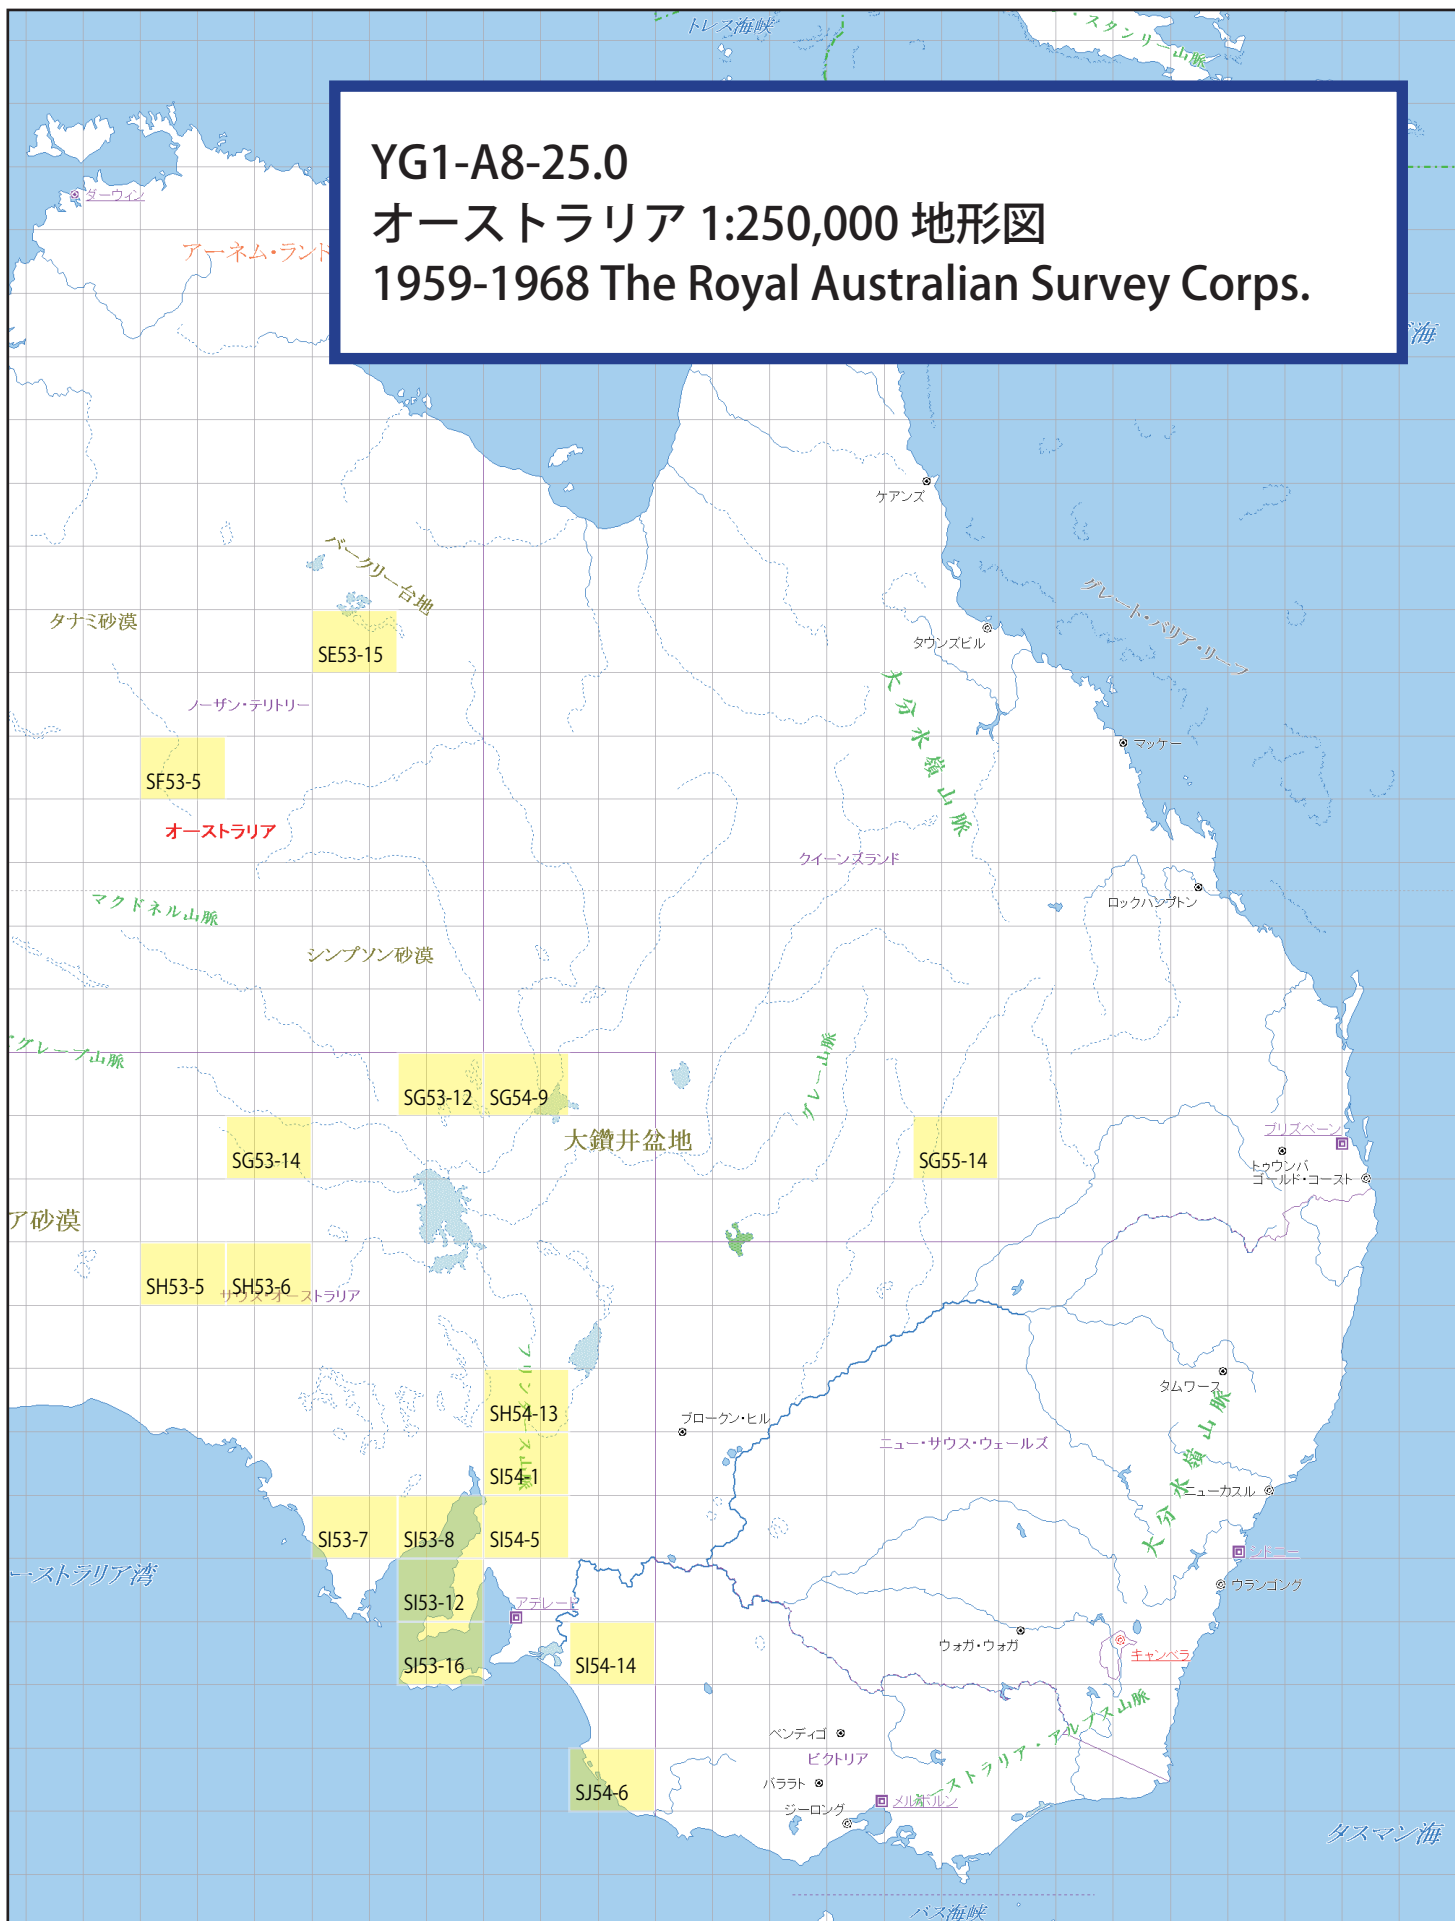 トレス海峡
・スタンリー山脈
YG1-A8-25.0
オーストラリア 1:250,000 地形図
1959-1968 The Royal Australian Survey Corps.
ダーウィン
アーネム・ランド
海
ケアンズ
バークリー台地
タナミ砂漠
グレート・バリア・リーフ
タウンズビル
SE53-15
大分水嶺山脈
ノーザン・テリトリー
マッケー
SF53-5
オーストラリア
クイーンズランド
ロックハンプトン
マクドネル山脈
シンプソン砂漠
・グレーブ山脈
グレー山脈
SG53-12
SG54-9
大鑽井盆地
ブリズベーン
SG53-14
SG55-14
トゥウンバ
ゴールド・コースト
ア砂漠
SH53-5
SH53-6
サウス・オーストラリア
フリンダース山脈
タムワース
SH54-13
ブロークン・ヒル
ニュー・サウス・ウェールズ
大分水嶺山脈
SI54-1
ニューカスル
SI53-7
SI53-8
SI54-5
シドニー
ーストラリア湾
ウランゴング
SI53-12
アデレード
ウォガ・ウォガ
キャンベラ
SI53-16
SI54-14
ーストラリア・アルプス山脈
ベンディゴ
ビクトリア
バララト
SJ54-6
メルボルン
ジーロング
タスマン海
バス海峡